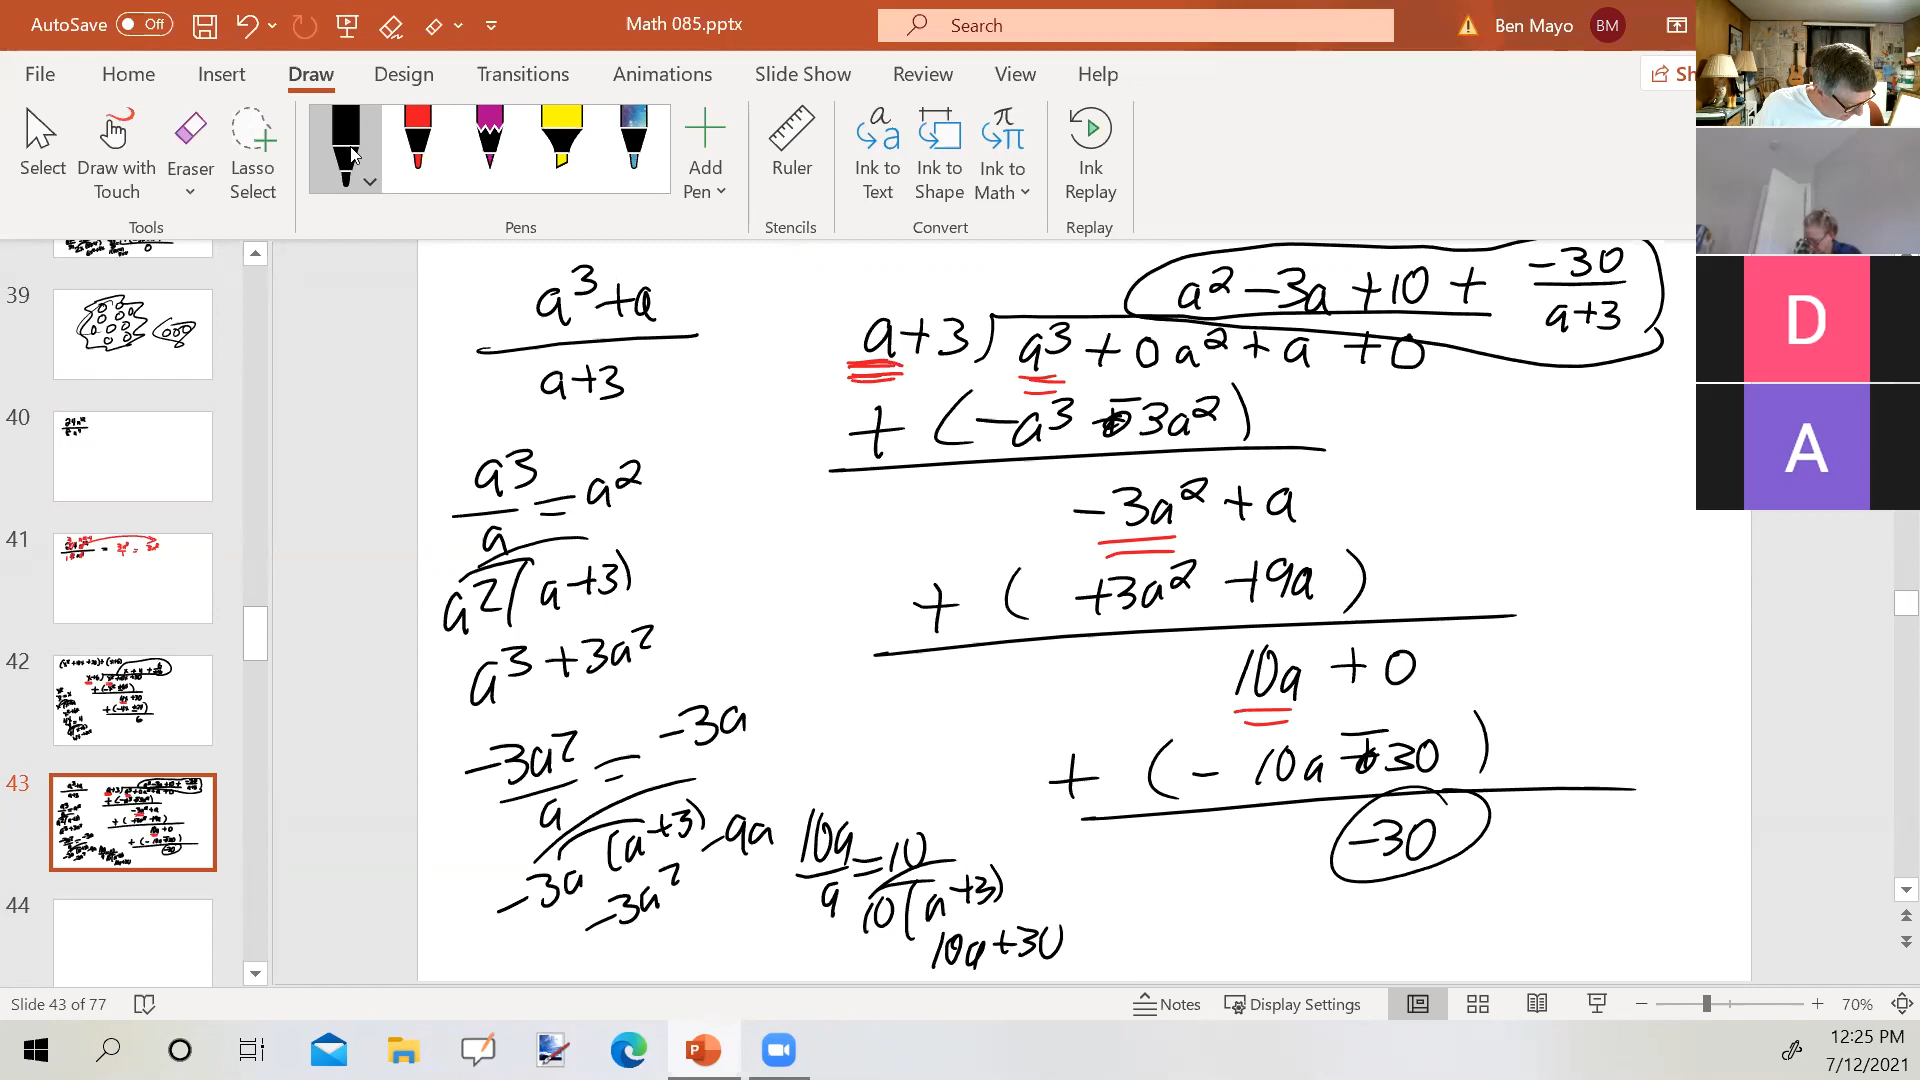 AutoSave Off
Math 085.pptx
Search
Ben Mayo BM
File Home Insert Draw Design Transitions Animations Slide Show Review View Help
Sh
Select
Draw with Touch
Eraser
Lasso Select
Add Pen
Ruler
Ink to Text
Ink to Shape
Ink to Math
Ink Replay
Tools Pens Stencils Convert Replay
39
40
41
42
43
44
a³+a
a+3
a² -3a +10 + -30
a+3
a+3) a³ + 0a² + a + 0
+ (-a³ - 3a²)
a³
a = a²
-3a² + a
a²(a+3)
+ ( +3a² +9a )
a³+3a²
10a + 0
-3a²
a = -3a
+ ( - 10a - 30 )
-3a (a+3)
-3a² -9a
10a
a = 10
10(a+3)
10a+30
-30
D
A
Slide 43 of 77
Notes
Display Settings
70%
12:25 PM
7/12/2021